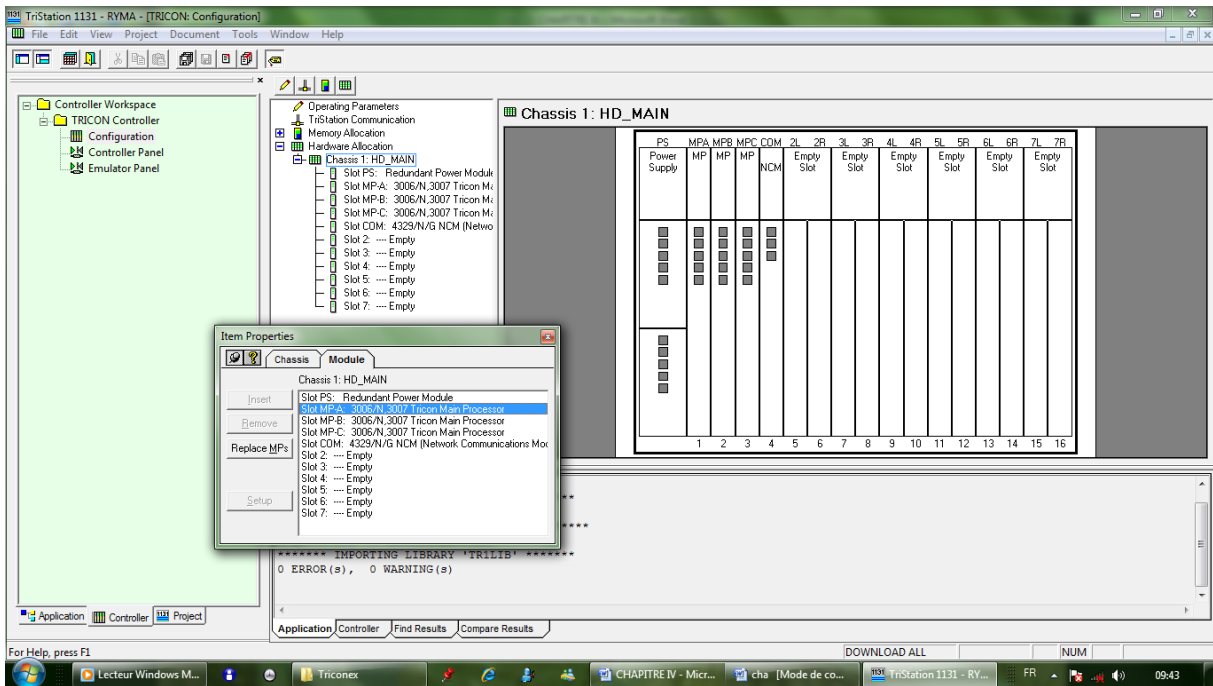 TriStation 1131 - RYMA - [TRICON: Configuration]
File Edit View Project Document Tools Window Help
Controller Workspace
TRICON Controller
Configuration
Controller Panel
Emulator Panel
Application Controller Project
Operating Parameters
TriStation Communication
Memory Allocation
Hardware Allocation
Chassis 1: HD_MAIN
Slot PS: Redundant Power Module
Slot MP-A: 3006/N,3007 Tricon Ma
Slot MP-B: 3006/N,3007 Tricon Ma
Slot MP-C: 3006/N,3007 Tricon Ma
Slot COM: 4329/N/G NCM (Netwo
Slot 2: ---- Empty
Slot 3: ---- Empty
Slot 4: ---- Empty
Slot 5: ---- Empty
Slot 6: ---- Empty
Slot 7: ---- Empty
Chassis 1: HD_MAIN
PS MPA MPB MPC COM 2L 2R 3L 3R 4L 4R 5L 5R 6L 6R 7L 7R
Power MP MP MP Empty Empty Empty Empty Empty Empty
Supply NCM Slot Slot Slot Slot Slot Slot
1 2 3 4 5 6 7 8 9 10 11 12 13 14 15 16
Item Properties
Chassis Module
Chassis 1: HD_MAIN
Insert
Remove
Replace MPs
Setup
Slot PS: Redundant Power Module
Slot MP-A: 3006/N,3007 Tricon Main Processor
Slot MP-B: 3006/N,3007 Tricon Main Processor
Slot MP-C: 3006/N,3007 Tricon Main Processor
Slot COM: 4329/N/G NCM (Network Communications Mor
Slot 2: ---- Empty
Slot 3: ---- Empty
Slot 4: ---- Empty
Slot 5: ---- Empty
Slot 6: ---- Empty
Slot 7: ---- Empty
******* IMPORTING LIBRARY 'TR1LIB' *******
0 ERROR(s), 0 WARNING(s)
Application Controller Find Results Compare Results
For Help, press F1
DOWNLOAD ALL NUM
Lecteur Windows M... Triconex CHAPITRE IV - Micr... cha [Mode de co... TriStation 1131 - RY... FR 09:43